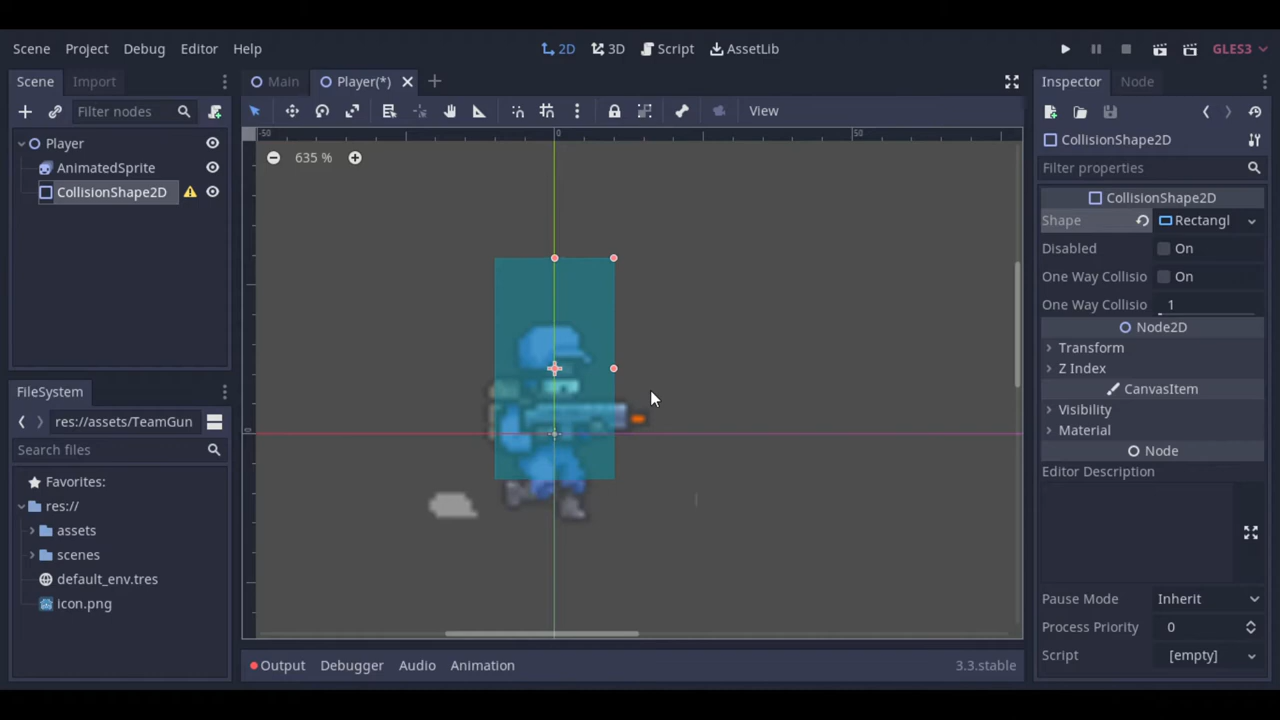 Scene Project Debug Editor Help 2D 3D Script AssetLib GLES3
Scene Import Main Player(*) Inspector Node
Filter nodes View
635 % CollisionShape2D
Player
AnimatedSprite
CollisionShape2D
-50 0 50
0
Filter properties
CollisionShape2D
Shape Rectangl
Disabled On
One Way Collisio On
One Way Collisio 1
Node2D
Transform
Z Index
CanvasItem
Visibility
Material
Node
Editor Description
Pause Mode Inherit
Process Priority 0
Script [empty]
FileSystem
res://assets/TeamGun
Search files
Favorites:
res://
assets
scenes
default_env.tres
icon.png
Output Debugger Audio Animation 3.3.stable